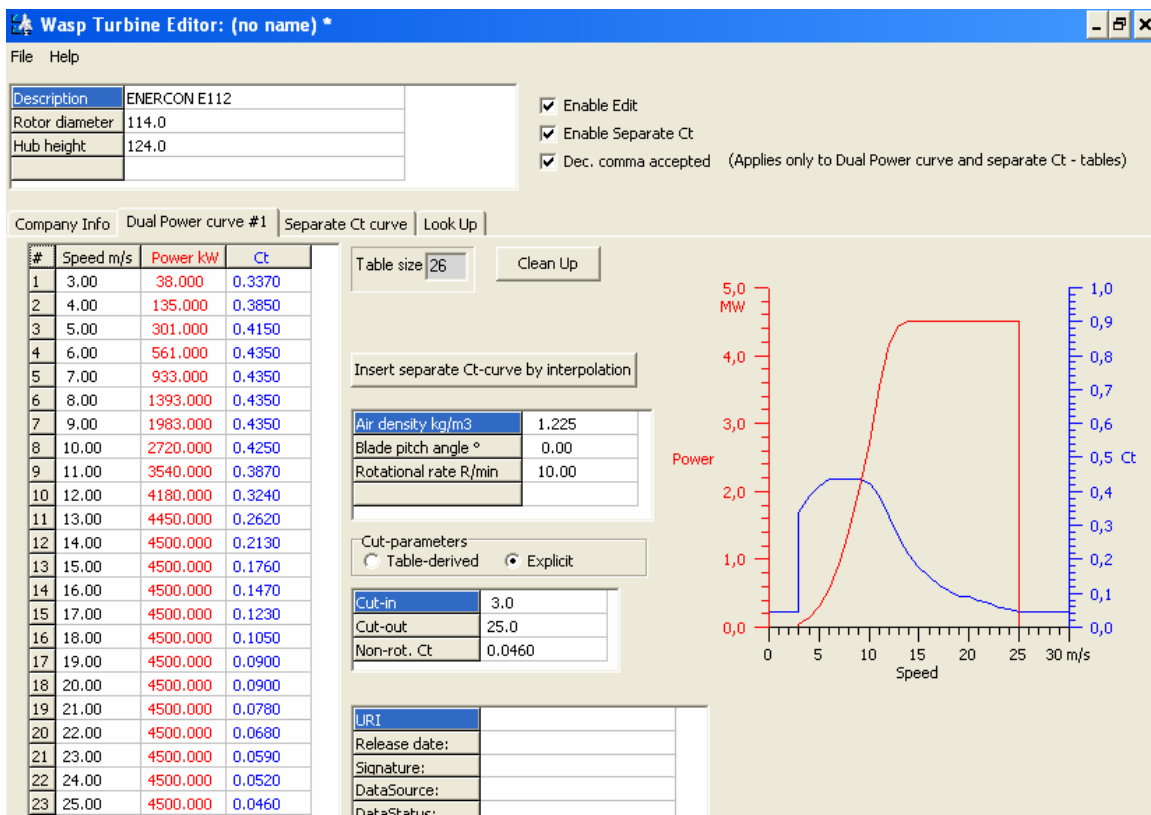 Wasp Turbine Editor: (no name) *
File Help
Description ENERCON E112
Rotor diameter 114.0
Hub height 124.0
Enable Edit
Enable Separate Ct
Dec. comma accepted (Applies only to Dual Power curve and separate Ct - tables)
Company Info Dual Power curve #1 Separate Ct curve Look Up
# Speed m/s Power kW Ct
1 3.00 38.000 0.3370
2 4.00 135.000 0.3850
3 5.00 301.000 0.4150
4 6.00 561.000 0.4350
5 7.00 933.000 0.4350
6 8.00 1393.000 0.4350
7 9.00 1983.000 0.4350
8 10.00 2720.000 0.4250
9 11.00 3540.000 0.3870
10 12.00 4180.000 0.3240
11 13.00 4450.000 0.2620
12 14.00 4500.000 0.2130
13 15.00 4500.000 0.1760
14 16.00 4500.000 0.1470
15 17.00 4500.000 0.1230
16 18.00 4500.000 0.1050
17 19.00 4500.000 0.0900
18 20.00 4500.000 0.0900
19 21.00 4500.000 0.0780
20 22.00 4500.000 0.0680
21 23.00 4500.000 0.0590
22 24.00 4500.000 0.0520
23 25.00 4500.000 0.0460
Table size 26 Clean Up
Insert separate Ct-curve by interpolation
Air density kg/m3 1.225
Blade pitch angle ° 0.00
Rotational rate R/min 10.00
Cut-parameters
Table-derived Explicit
Cut-in 3.0
Cut-out 25.0
Non-rot. Ct 0.0460
URI
Release date:
Signature:
DataSource:
DataStatus:
5,0
MW
4,0
3,0
Power
2,0
1,0
0,0
1,0
0,9
0,8
0,7
0,6
0,5 Ct
0,4
0,3
0,2
0,1
0,0
0 5 10 15 20 25 30 m/s
Speed